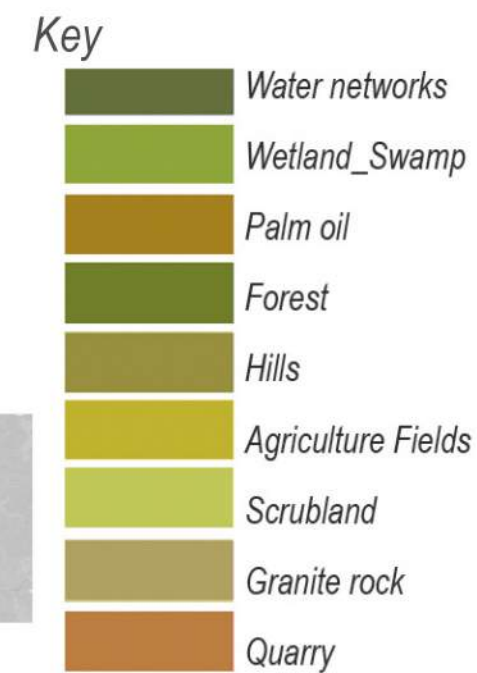 Key
Water networks
Wetland_Swamp
Palm oil
Forest
Hills
Agriculture Fields
Scrubland
Granite rock
Quarry